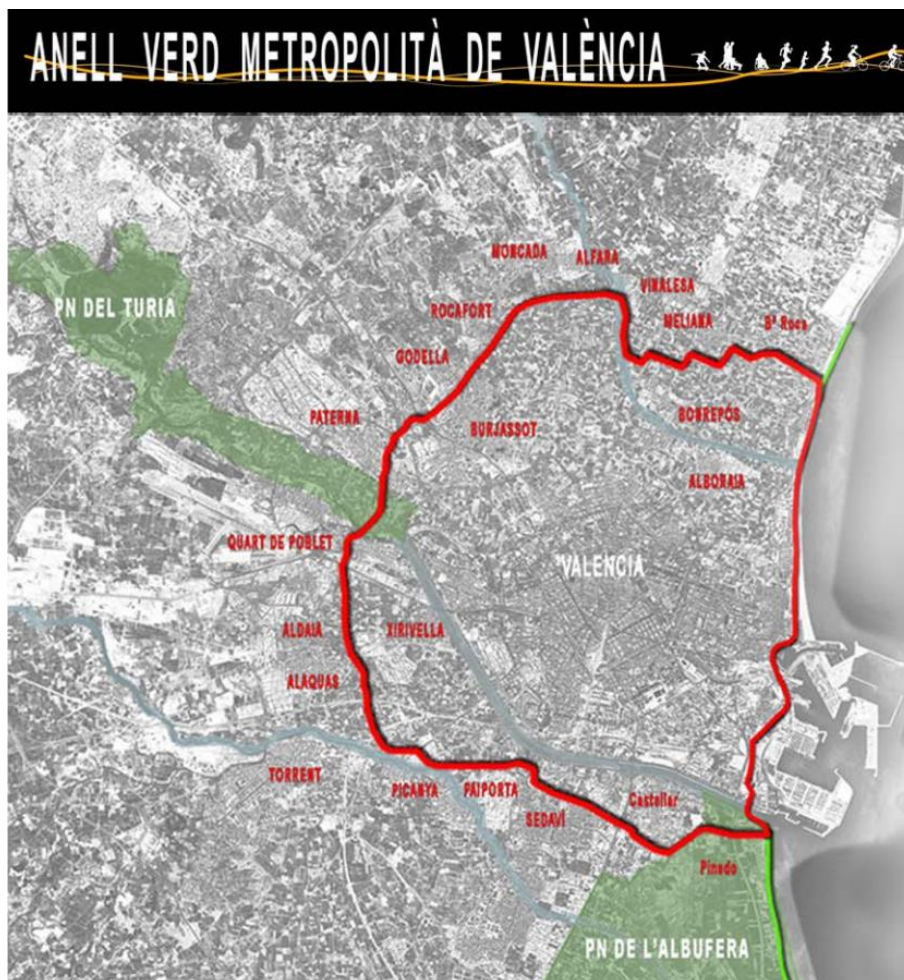 ANELL VERD METROPOLITÀ DE VALÈNCIA
MONCADA
ALFARA
VINALESA
PN DEL TURIA
ROCAFORT
MELIANA
Bª Roca
GODELLA
PATERNA
BURJASSOT
BONREPÓS
ALBORAIA
QUART DE POBLET
VALENCIA
ALDAIA
XIRIVELLA
ALAQUAS
TORRENT
PICANYA
PAIPORTA
SEDAVÍ
Castellar
Pinedo
PN DE L'ALBUFERA